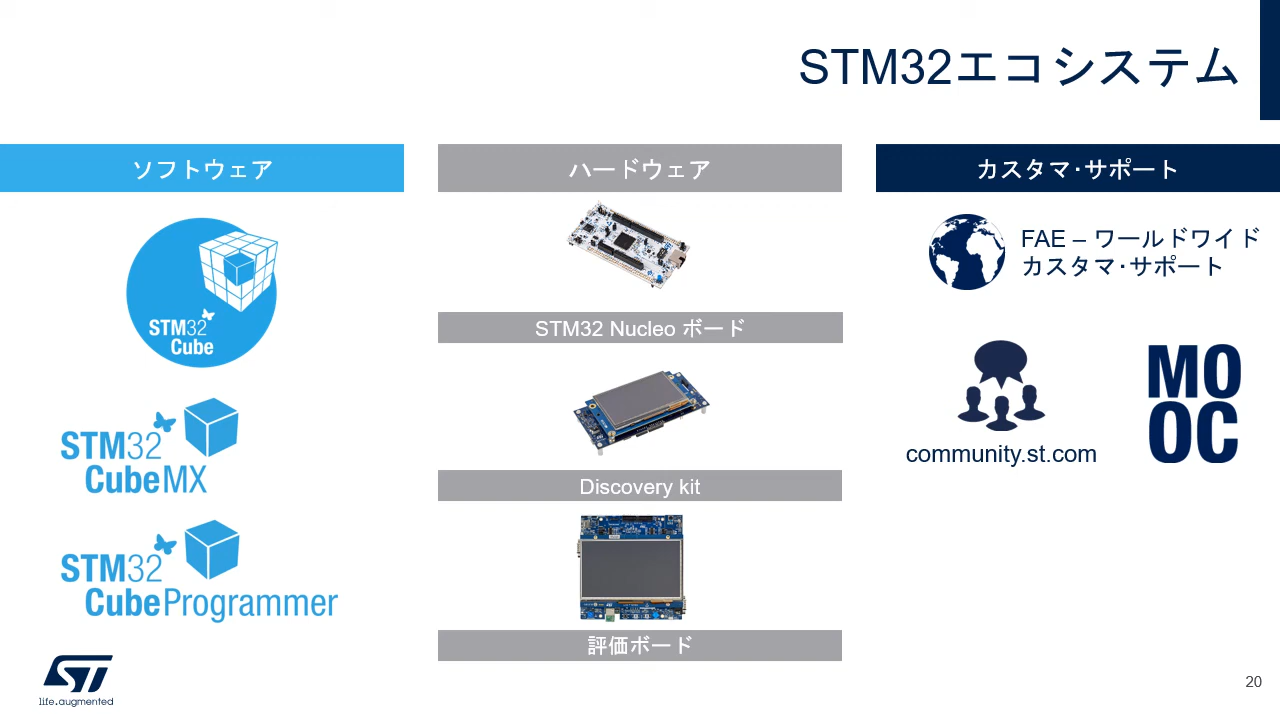 STM32エコシステム
ソフトウェア
STM32
Cube
STM32
CubeMX
STM32
CubeProgrammer
ハードウェア
STM32 Nucleo ボード
Discovery kit
評価ボード
カスタマ･サポート
FAE – ワールドワイド
カスタマ･サポート
community.st.com
MO
OC
ST
life.augmented
20